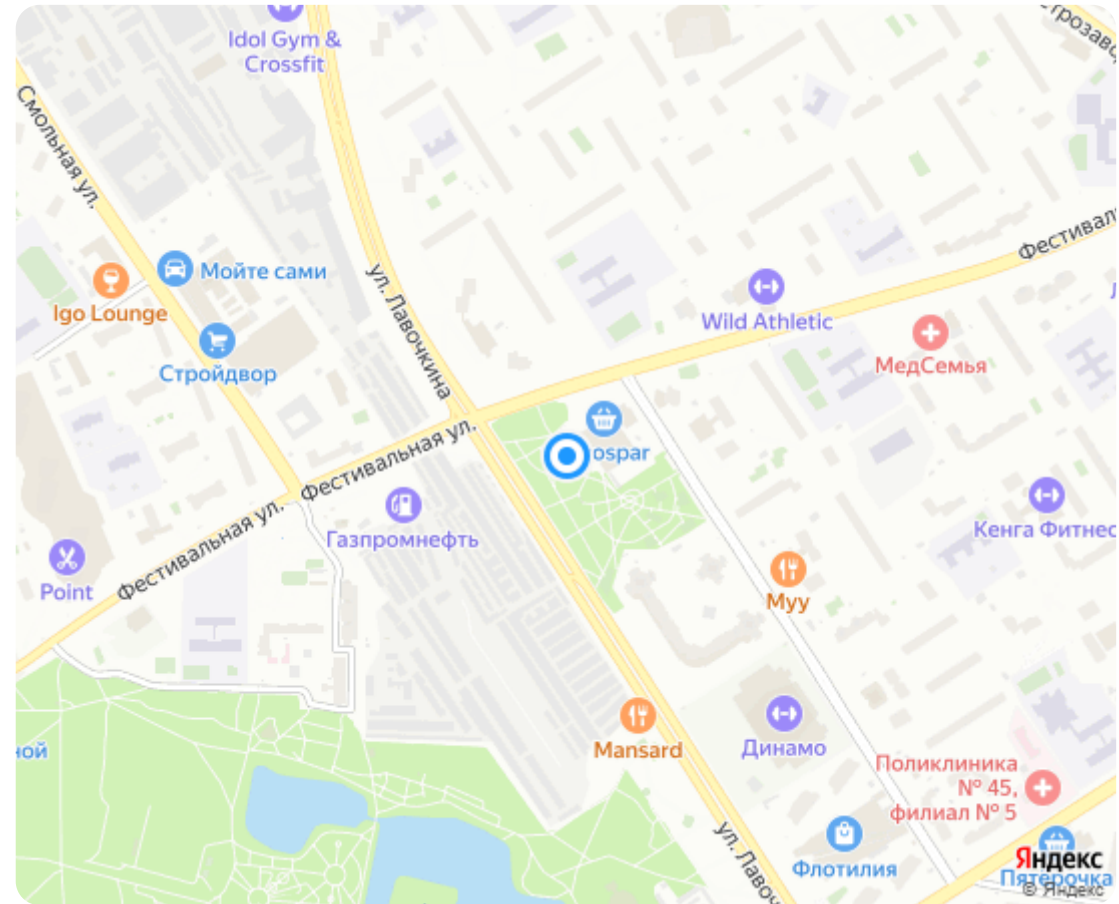 Idol Gym &
Crossfit
Смольная ул.
Фестивал
Мойте сами
Igo Lounge
ул. Лавочкина
Wild Athletic
МедСемья
Стройдвор
ospar
Фестивальная ул.
Фестивальная ул.
Газпромнефть
Кенга Фитнес
Point
Муу
Mansard
Динамо
ной
Поликлиника
№ 45,
филиал № 5
ул. Лавоч
Флотилия
Яндекс
Пятерочка
© Яндекс